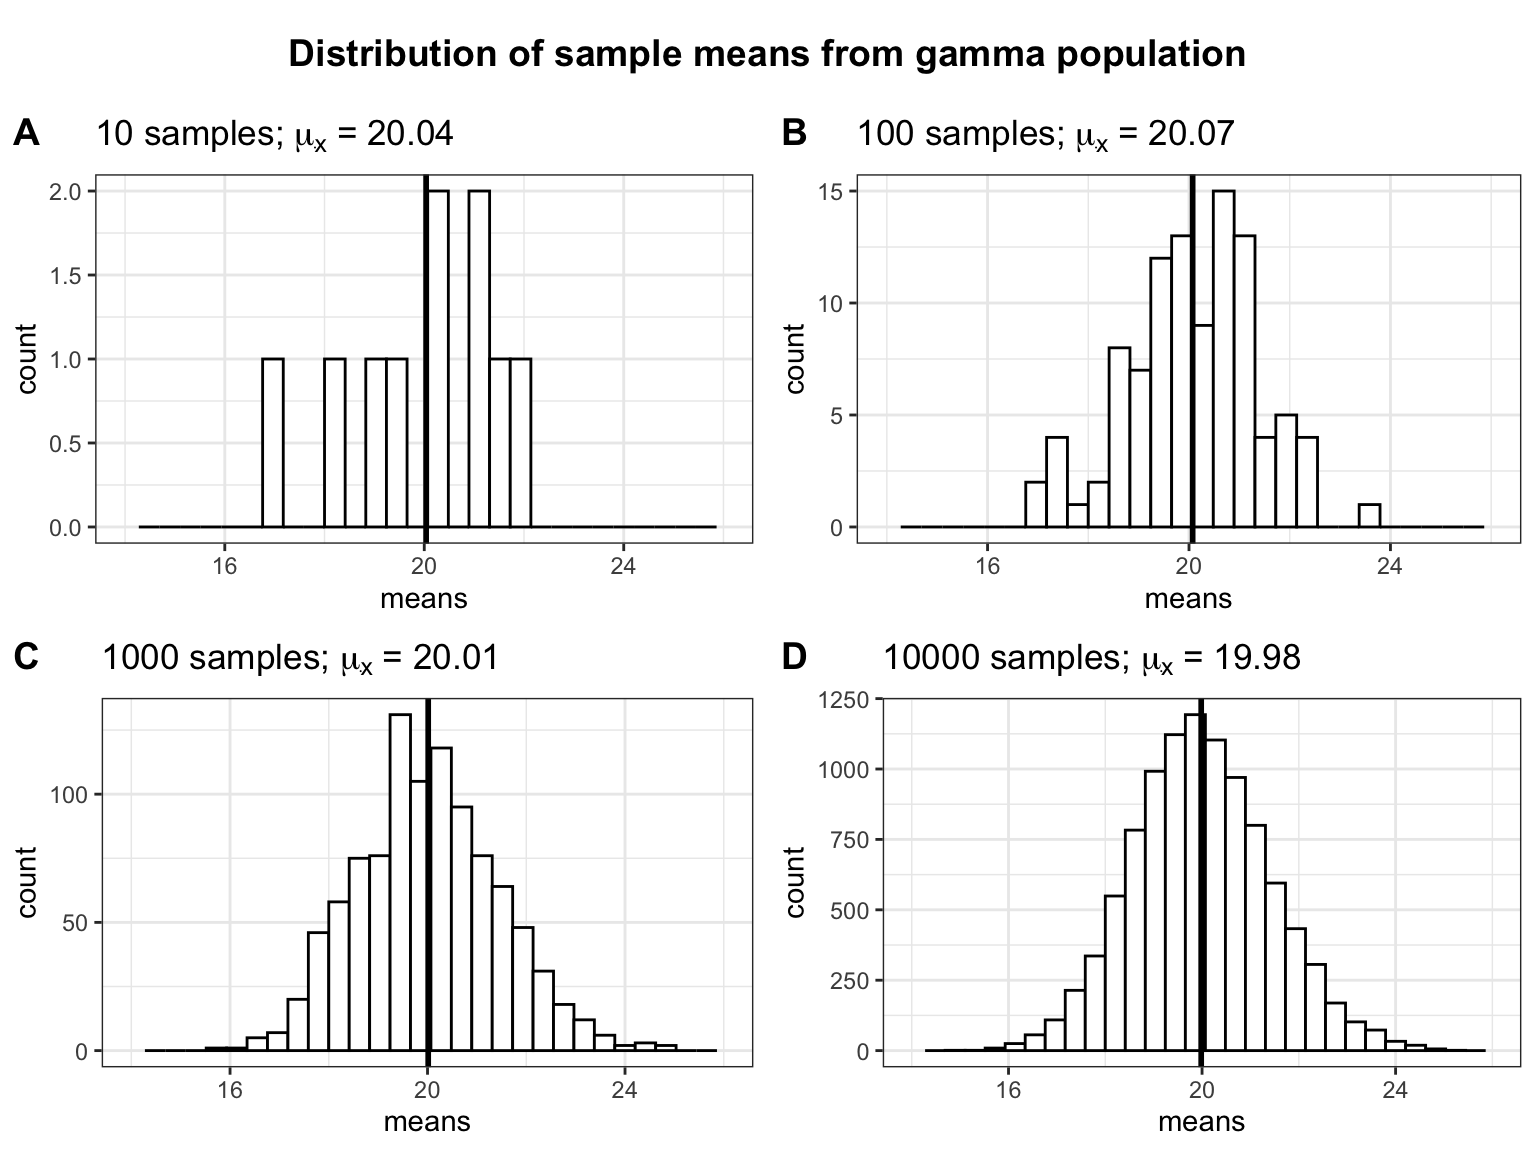 Distribution of sample means from gamma population
A 10 samples; μx = 20.04
2.0
1.5
1.0
0.5
0.0
count
16 20 24
means
B 100 samples; μx = 20.07
15
10
5
0
count
16 20 24
means
C 1000 samples; μx = 20.01
100
50
0
count
16 20 24
means
D 10000 samples; μx = 19.98
1250
1000
750
500
250
0
count
16 20 24
means